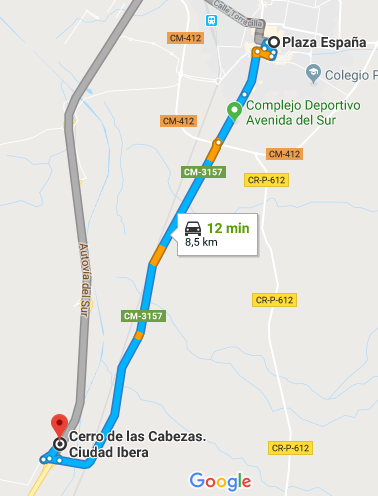 Calle Torrecilla
CM-412
Plaza España
Colegio P
Complejo Deportivo
Avenida del Sur
CM-412
CM-412
CM-3157
CR-P-612
12 min
8,5 km
Autovía del Sur
CR-P-612
CM-3157
Cerro de las Cabezas.
Ciudad Ibera
CR-P-612
Google